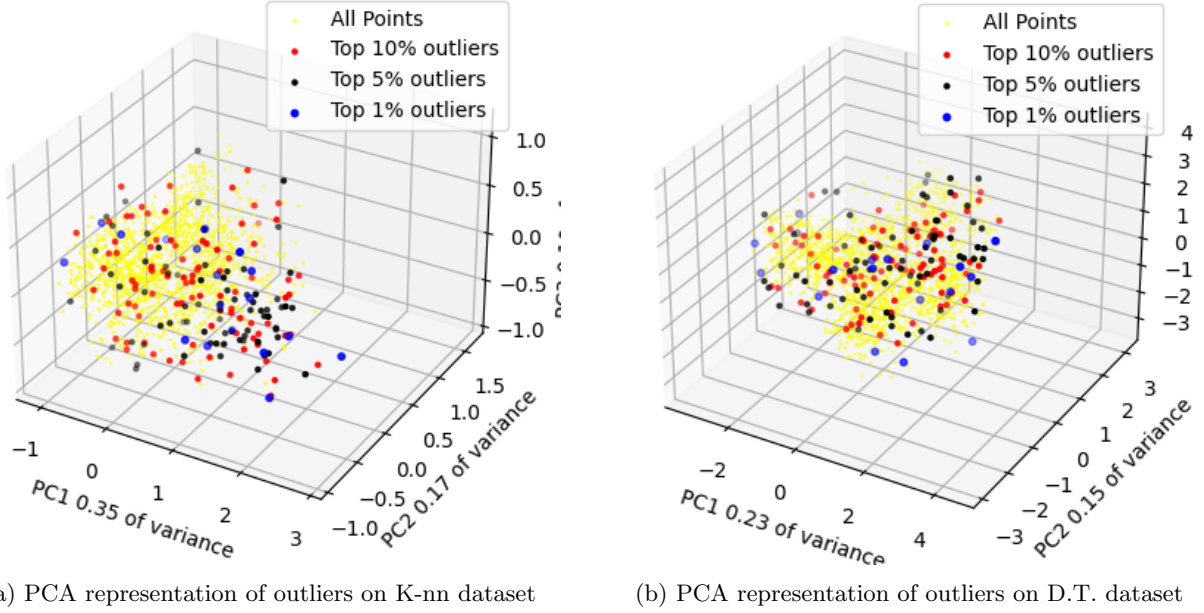 All Points
Top 10% outliers
Top 5% outliers
Top 1% outliers
1.0
0.5
0.0
−0.5
−1.0
−1
0
1
2
3
PC1 0.35 of variance
−1.0
−0.5
0.0
0.5
1.0
1.5
PC2 0.17 of variance
) PCA representation of outliers on K-nn dataset
All Points
Top 10% outliers
Top 5% outliers
Top 1% outliers
4
3
2
1
0
−1
−2
−3
−2
0
2
4
PC1 0.23 of variance
−3
−2
−1
0
1
2
3
PC2 0.15 of variance
(b) PCA representation of outliers on D.T. dataset